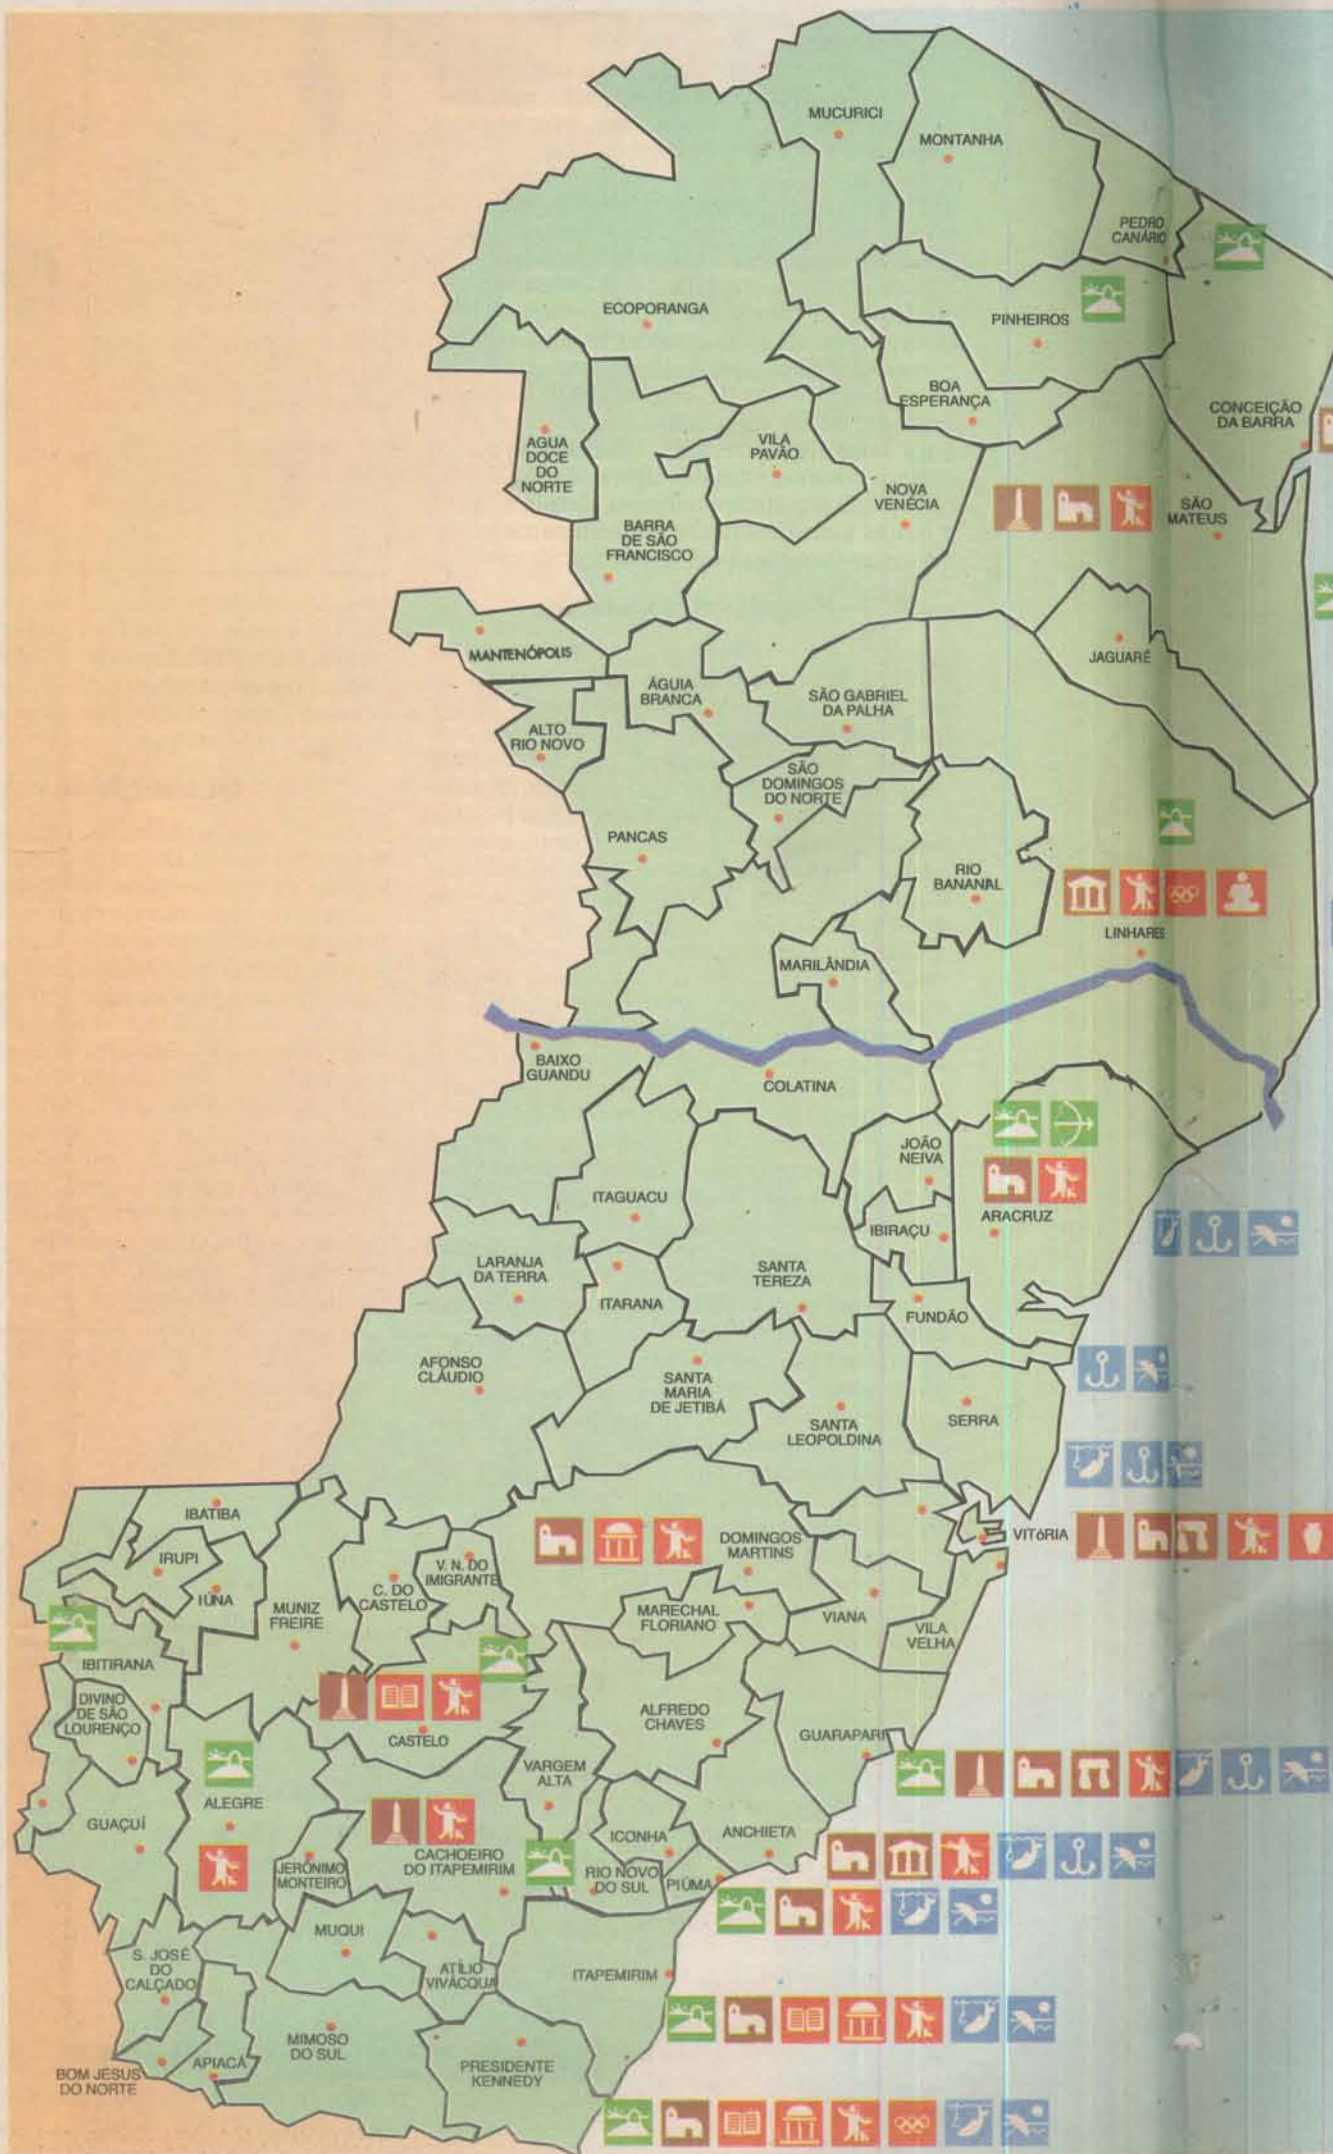 MUCURICI
MONTANHA
PEDRO
CANÁRIO
ECOPORANGA
PINHEIROS
BOA
ESPERANÇA
CONCEIÇÃO
DA BARRA
AGUA
DOCE
DO
NORTE
VILA
PAVÃO
NOVA
VENÉCIA
SÃO
MATEUS
BARRA
DE SÃO
FRANCISCO
MANTENÓPOLIS
JAGUARÉ
ÁGUIA
BRANCA
SÃO GABRIEL
DA PALHA
ALTO
RIO NOVO
SÃO
DOMINGOS
DO NORTE
PANCAS
RIO
BANANAL
LINHARES
MARILÂNDIA
BAIXO
GUANDU
COLATINA
JOÃO
NEIVA
ITAGUACU
ARACRUZ
IBIRAÇU
LARANJA
DA TERRA
SANTA
TEREZA
ITARANA
FUNDÃO
AFONSO
CLÁUDIO
SANTA
MARIA
DE JETIBÁ
SANTA
LEOPOLDINA
SERRA
IBATIBA
VITóRIA
IRUPI
DOMINGOS
MARTINS
V. N. DO
IMIGRANTE
C. DO
CASTELO
IÚNA
MUNIZ
FREIRE
MARECHAL
FLORIANO
VIANA
VILA
VELHA
IBITIRANA
DIVINO
DE SÃO
LOURENÇO
ALFREDO
CHAVES
GUARAPARI
CASTELO
VARGEM
ALTA
ALEGRE
GUAÇUÍ
ICONHA
ANCHIETA
CACHOEIRO
DO ITAPEMIRIM
JERÔNIMO
MONTEIRO
RIO NOVO
DO SUL
PIÚMA
MUQUI
S. JOSÉ
DO
CALÇADO
ATÍLIO
VIVÁCQUA
ITAPEMIRIM
MIMOSO
DO SUL
APIACÁ
PRESIDENTE
KENNEDY
BOM JESUS
DO NORTE